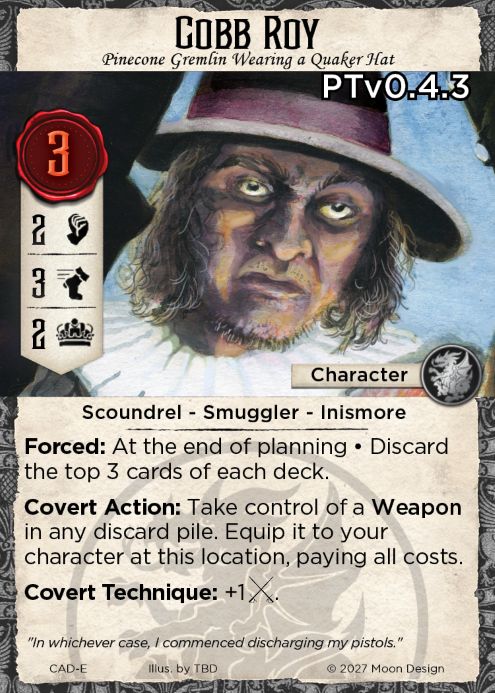 COBB ROY
Pinecone Gremlin Wearing a Quaker Hat
PTv0.4.3
3
2
3
2
Character
Scoundrel - Smuggler - Inismore
Forced: At the end of planning • Discard
the top 3 cards of each deck.
Covert Action: Take control of a Weapon
in any discard pile. Equip it to your
character at this location, paying all costs.
Covert Technique: +1.
"In whichever case, I commenced discharging my pistols."
CAD-E Illus. by TBD © 2027 Moon Design